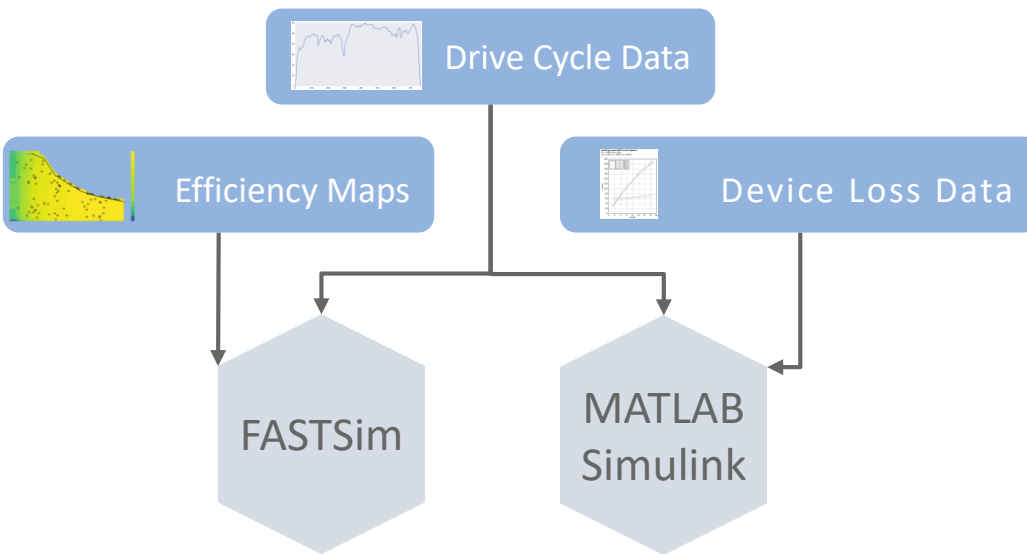 Drive Cycle Data
Efficiency Maps
Device Loss Data
FASTSim
MATLAB
Simulink